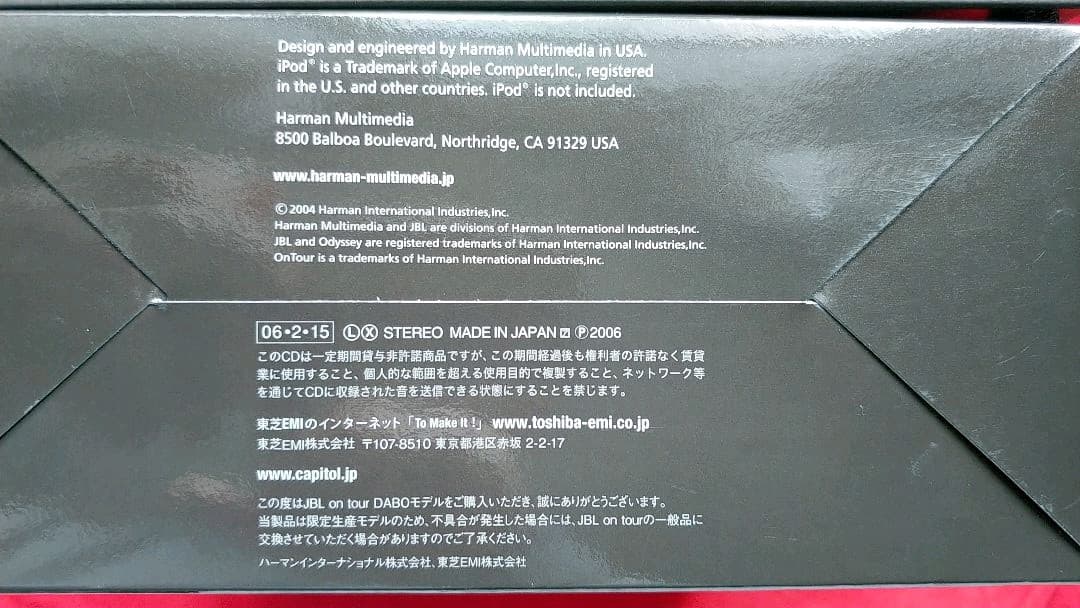 Design and engineered by Harman Multimedia in USA.
iPod® is a Trademark of Apple Computer,Inc., registered
in the U.S. and other countries. iPod® is not included.
Harman Multimedia
8500 Balboa Boulevard, Northridge, CA 91329 USA
www.harman-multimedia.jp
©2004 Harman International Industries,Inc.
Harman Multimedia and JBL are divisions of Harman International Industries,Inc.
JBL and Odyssey are registered trademarks of Harman International Industries,Inc.
OnTour is a trademarks of Harman International Industries,Inc.
06•2•15 Ⓛ Ⓧ STEREO MADE IN JAPAN ℗2006
このCDは一定期間貸与非許諾商品ですが、この期間経過後も権利者の許諾なく賃貸
業に使用すること、個人的な範囲を超える使用目的で複製すること、ネットワーク等
を通じてCDに収録された音を送信できる状態にすることを禁じます。
東芝EMIのインターネット「To Make It !」 www.toshiba-emi.co.jp
東芝EMI株式会社 〒107-8510 東京都港区赤坂 2-2-17
www.capitol.jp
この度はJBL on tour DABOモデルをご購入いただき、誠にありがとうございます。
当製品は限定生産モデルのため、不具合が発生した場合には、JBL on tourの一般品に
交換させていただく場合がありますのでご了承ください。
ハーマンインターナショナル株式会社、東芝EMI株式会社